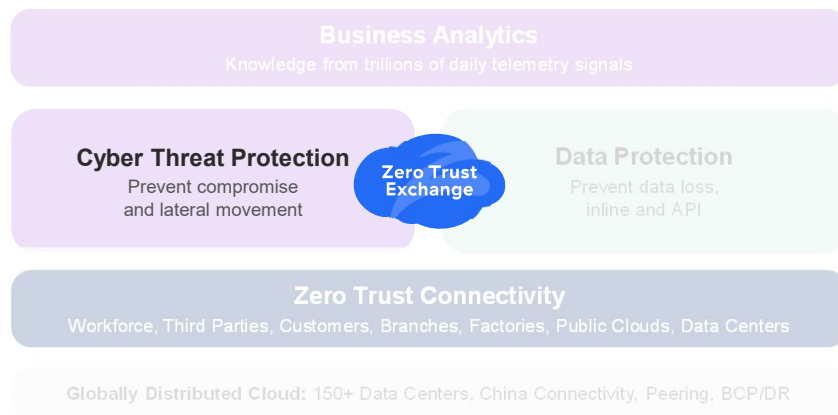 Business Analytics
Knowledge from trillions of daily telemetry signals
Cyber Threat Protection
Prevent compromise
and lateral movement
Zero Trust
Exchange
Data Protection
Prevent data loss,
inline and API
Zero Trust Connectivity
Workforce, Third Parties, Customers, Branches, Factories, Public Clouds, Data Centers
Globally Distributed Cloud: 150+ Data Centers, China Connectivity, Peering, BCP/DR